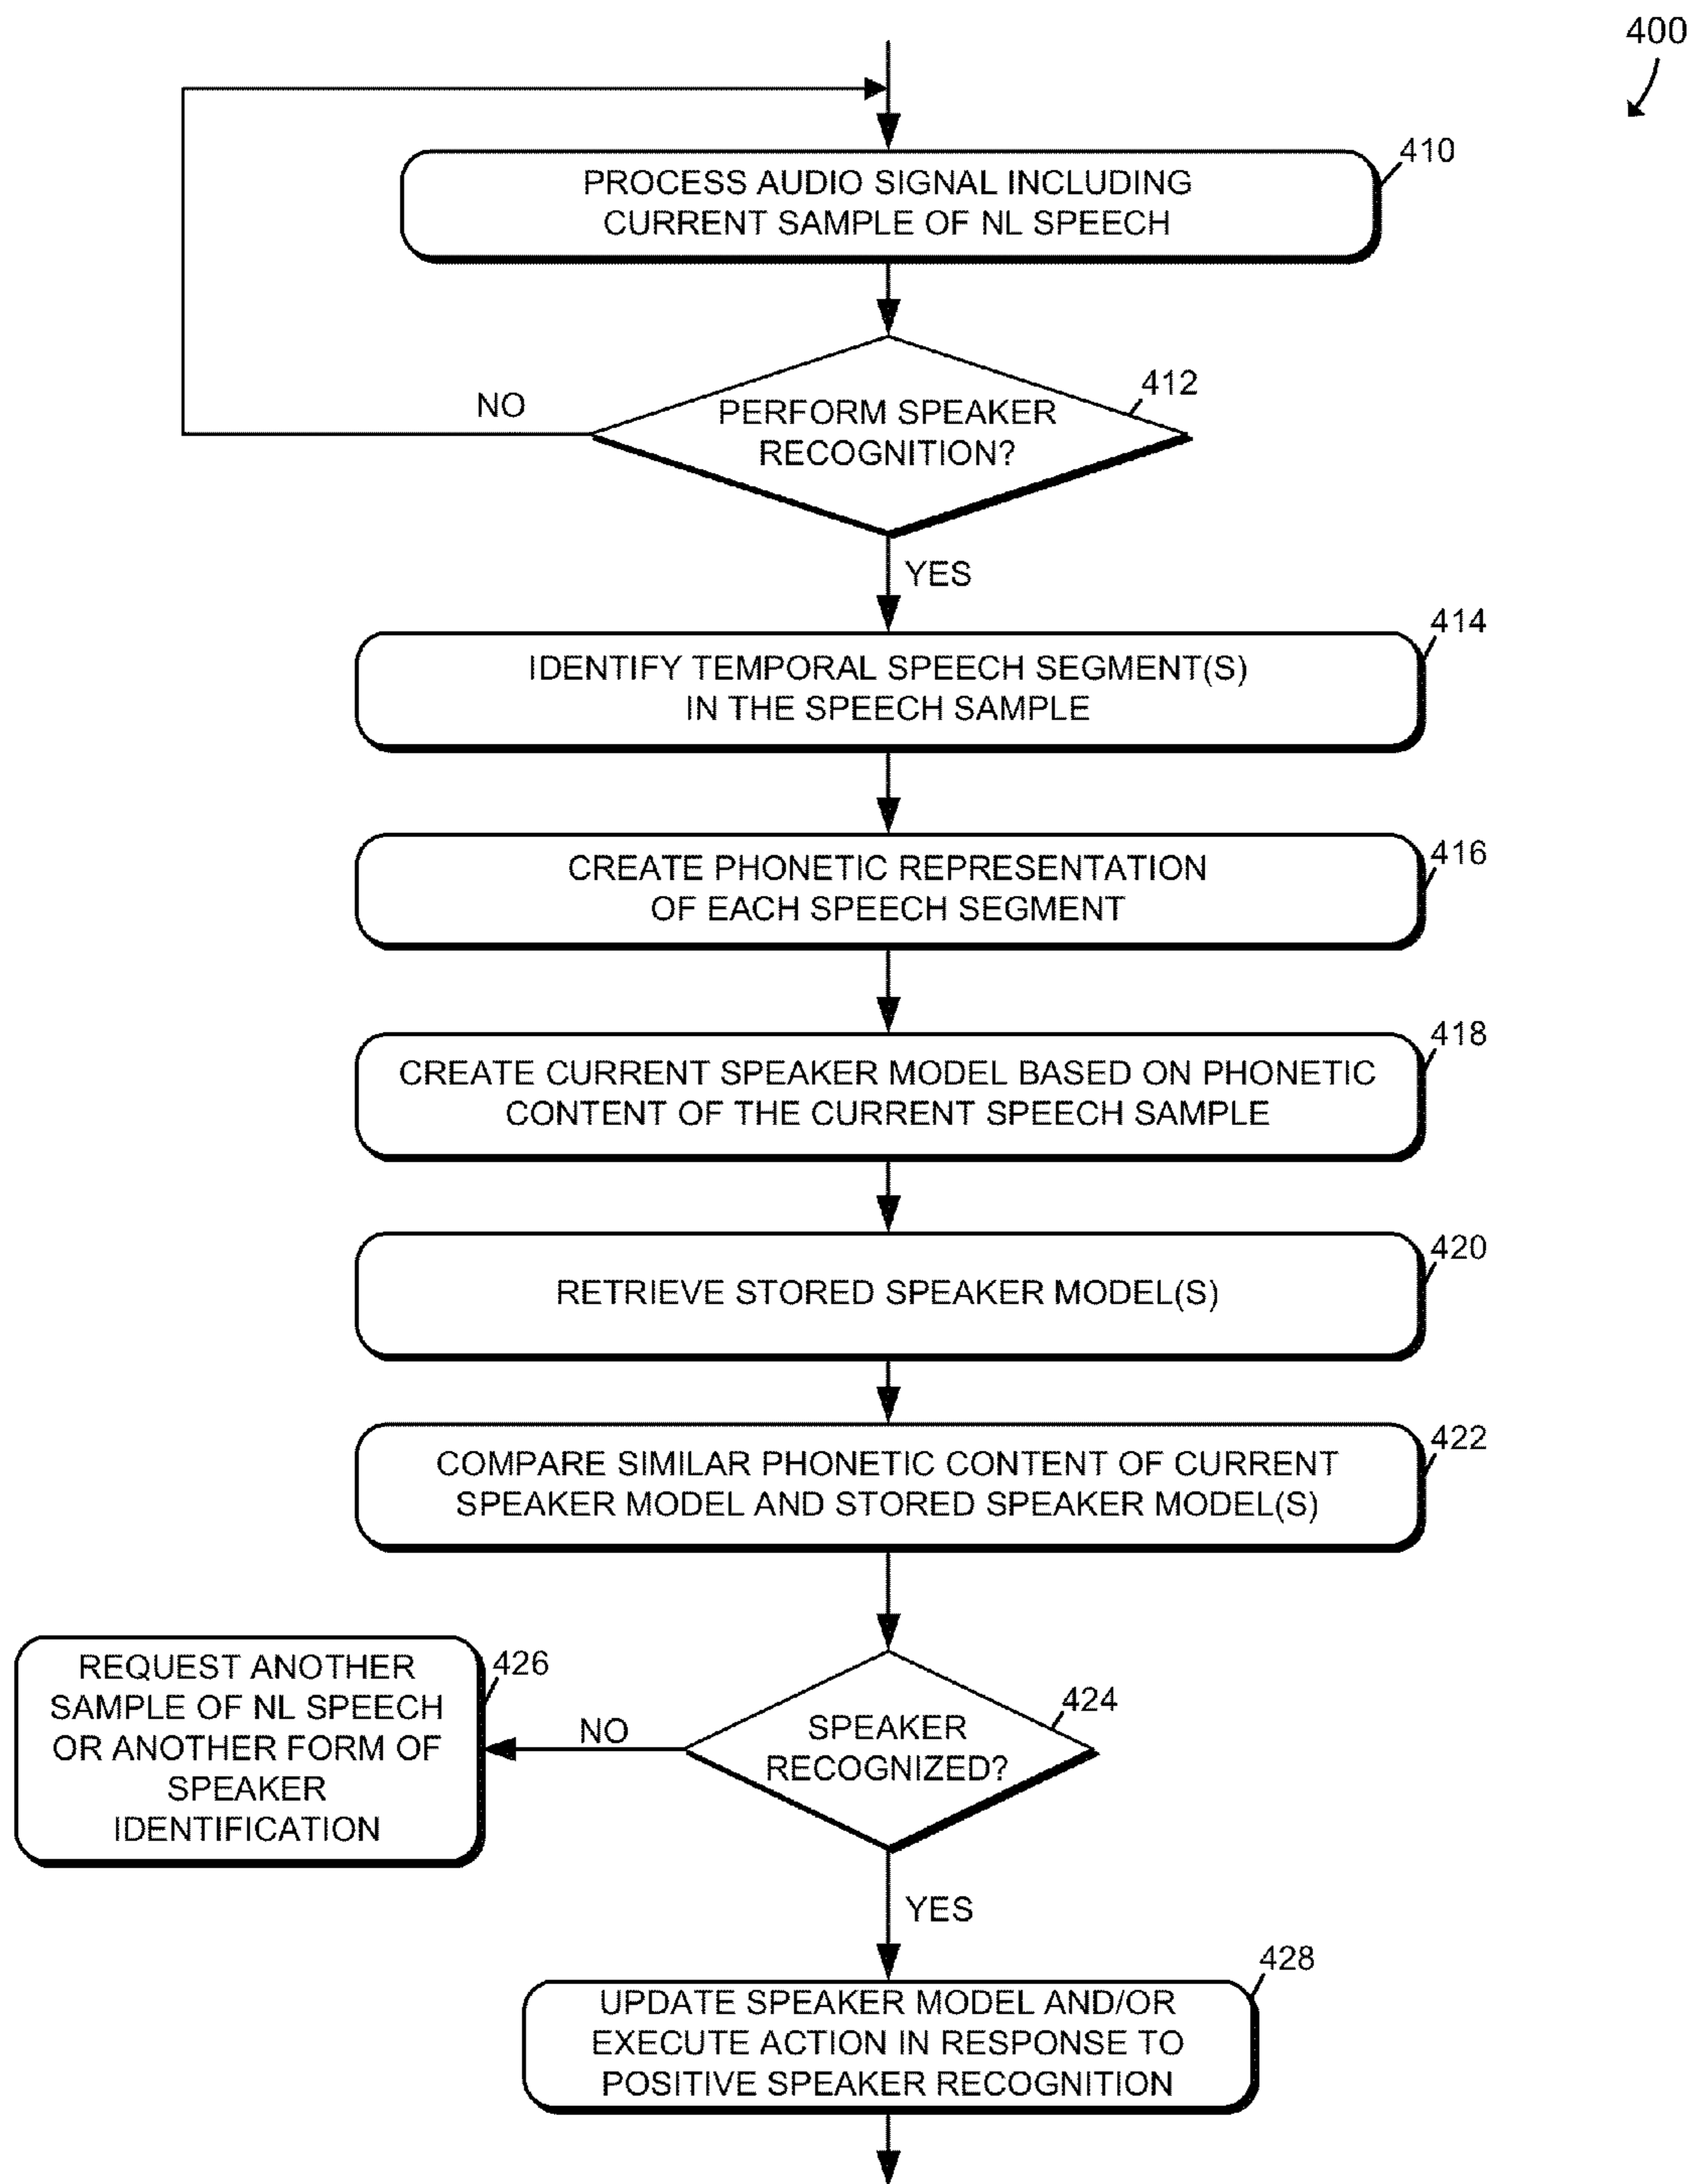 400
410
PROCESS AUDIO SIGNAL INCLUDING
CURRENT SAMPLE OF NL SPEECH
412
NO
PERFORM SPEAKER
RECOGNITION?
YES
414
IDENTIFY TEMPORAL SPEECH SEGMENT(S)
IN THE SPEECH SAMPLE
416
CREATE PHONETIC REPRESENTATION
OF EACH SPEECH SEGMENT
418
CREATE CURRENT SPEAKER MODEL BASED ON PHONETIC
CONTENT OF THE CURRENT SPEECH SAMPLE
420
RETRIEVE STORED SPEAKER MODEL(S)
422
COMPARE SIMILAR PHONETIC CONTENT OF CURRENT
SPEAKER MODEL AND STORED SPEAKER MODEL(S)
424
SPEAKER
RECOGNIZED?
NO
426
REQUEST ANOTHER
SAMPLE OF NL SPEECH
OR ANOTHER FORM OF
SPEAKER
IDENTIFICATION
YES
428
UPDATE SPEAKER MODEL AND/OR
EXECUTE ACTION IN RESPONSE TO
POSITIVE SPEAKER RECOGNITION